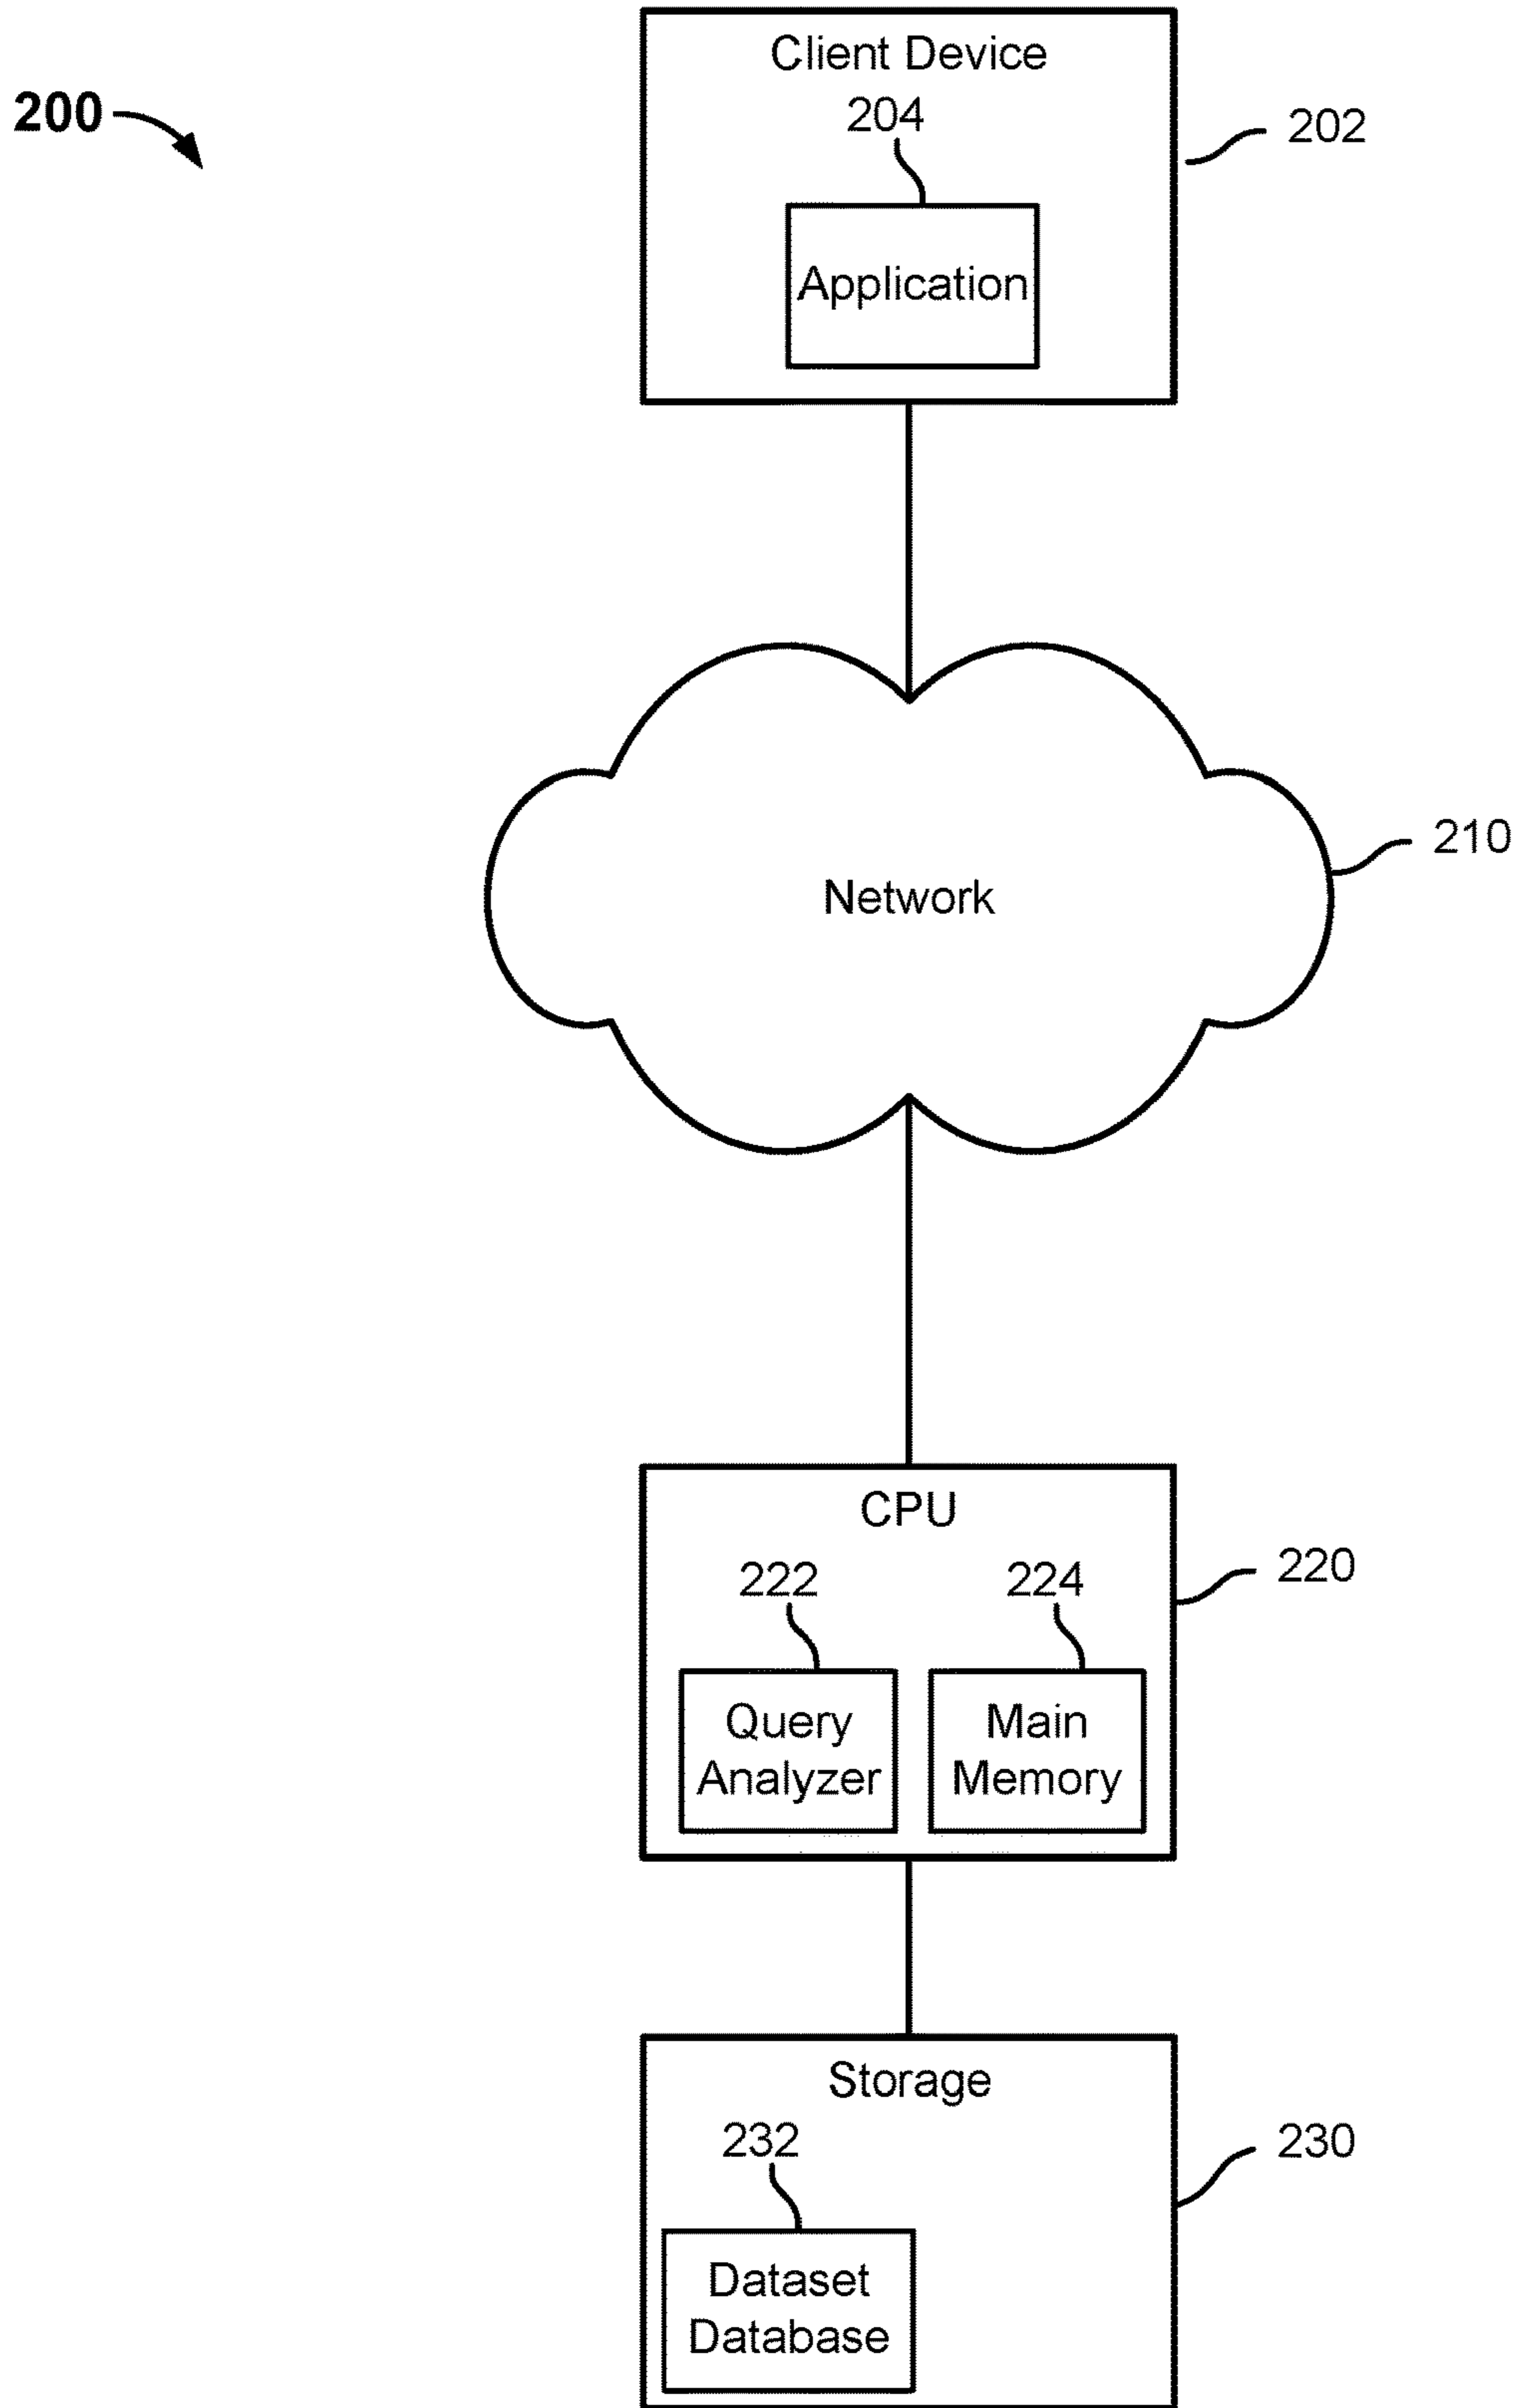 200
Client Device
204
202
Application
210
Network
CPU
222
224
220
Query
Analyzer
Main
Memory
Storage
232
230
Dataset
Database